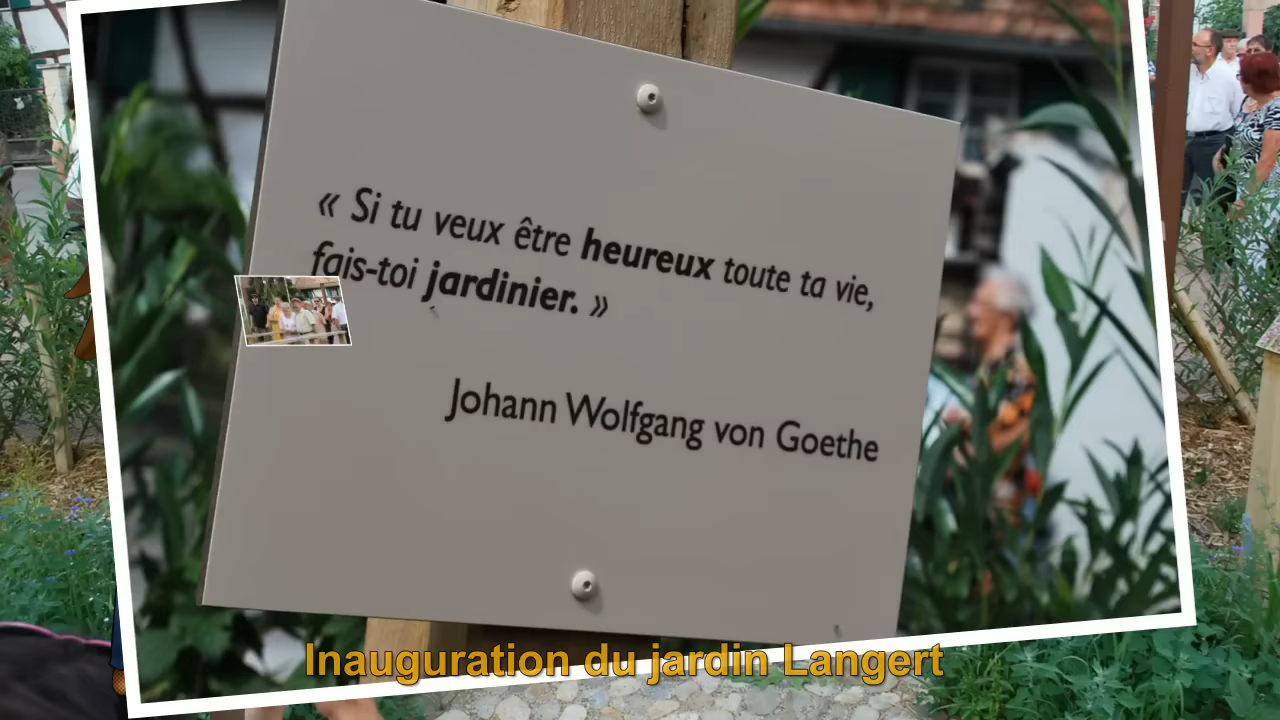 « Si tu veux être heureux toute ta vie,
fais-toi jardinier. »
Johann Wolfgang von Goethe
Inauguration du jardin Langert